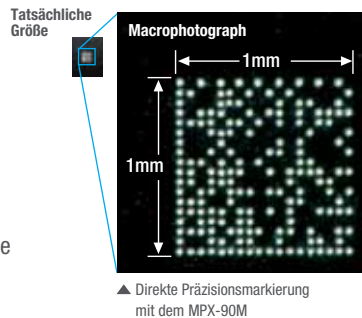 Tatsächliche
Größe
Macrophotograph
1mm
1mm
e
▲ Direkte Präzisionsmarkierung
mit dem MPX-90M